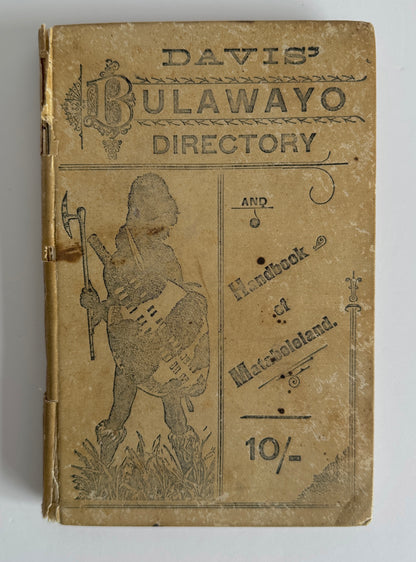 DAVIS'
BULAWAYO
DIRECTORY
AND
Handbook
of
Matabeleland.
10/-